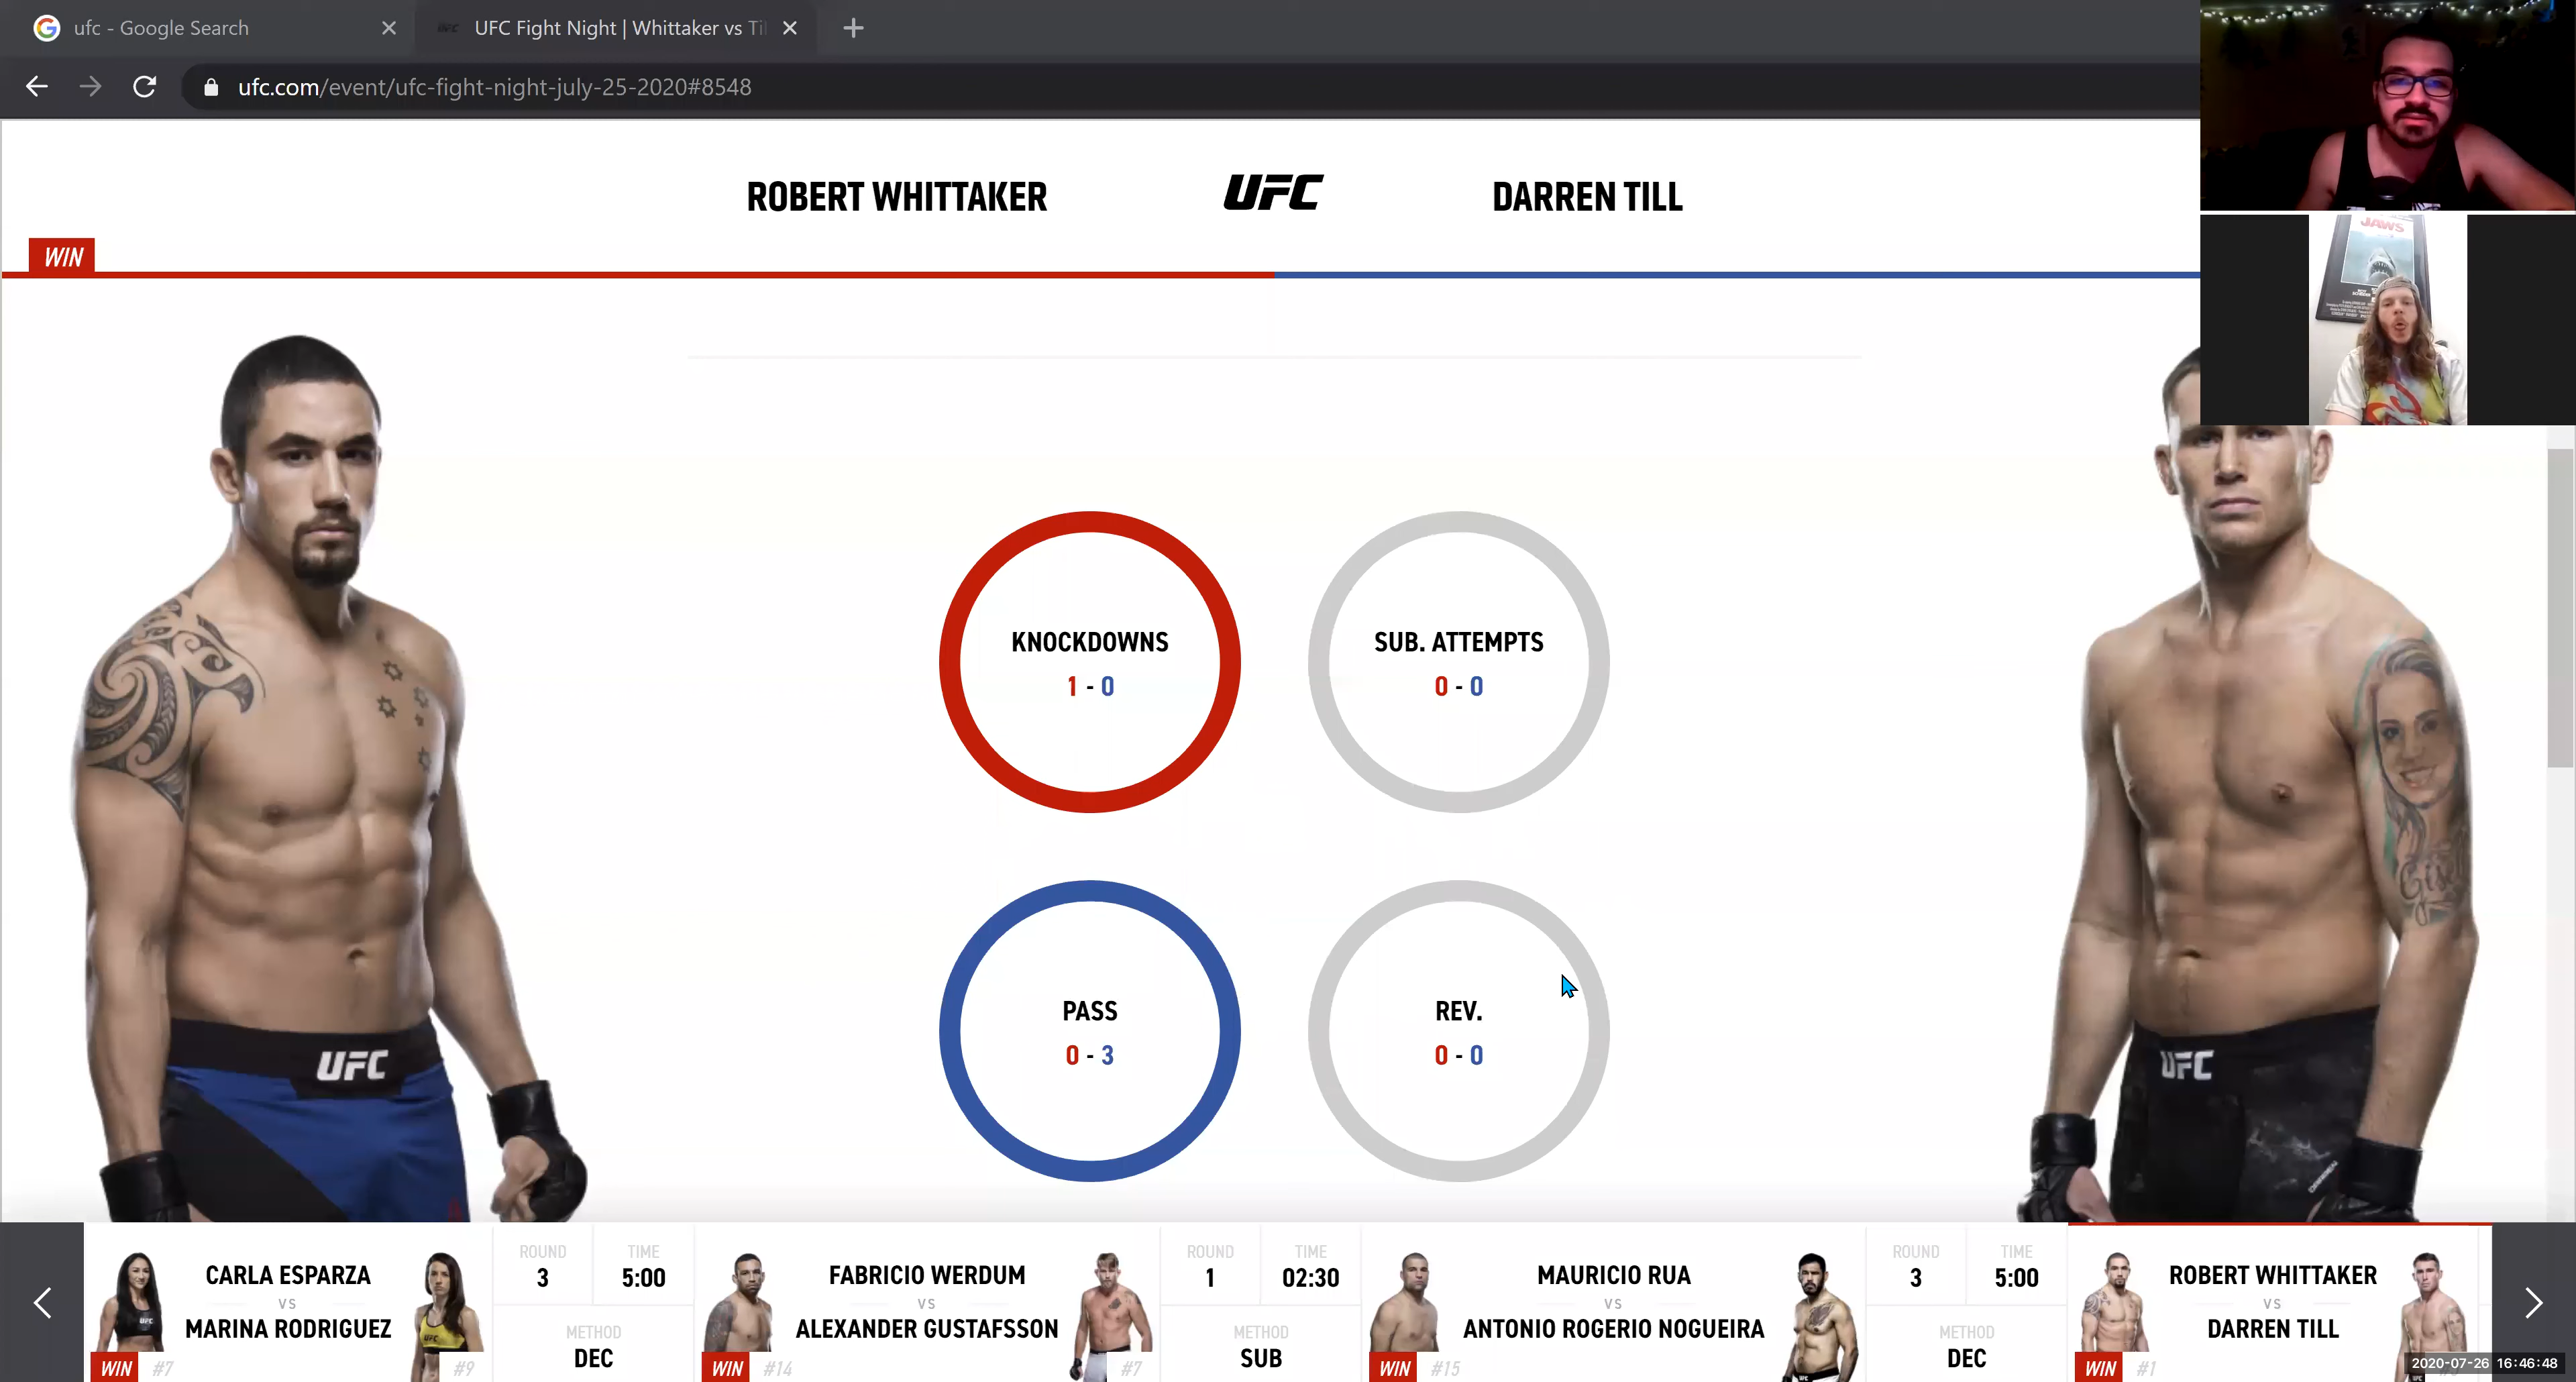 ufc - Google Search
UFC Fight Night | Whittaker vs Til
ufc.com/event/ufc-fight-night-july-25-2020#8548
JAWS
ROBERT WHITTAKER
UFC
DARREN TILL
WIN
KNOCKDOWNS
1 - 0
SUB. ATTEMPTS
0 - 0
PASS
0 - 3
REV.
0 - 0
UFC
UFC
CARLA ESPARZA
VS
MARINA RODRIGUEZ
WIN
#7
#9
ROUND
3
TIME
5:00
METHOD
DEC
FABRICIO WERDUM
VS
ALEXANDER GUSTAFSSON
WIN
#14
#7
ROUND
1
TIME
02:30
METHOD
SUB
MAURICIO RUA
VS
ANTONIO ROGERIO NOGUEIRA
WIN
#15
ROUND
3
TIME
5:00
METHOD
DEC
ROBERT WHITTAKER
VS
DARREN TILL
WIN
#1
2020-07-26 16:46:48